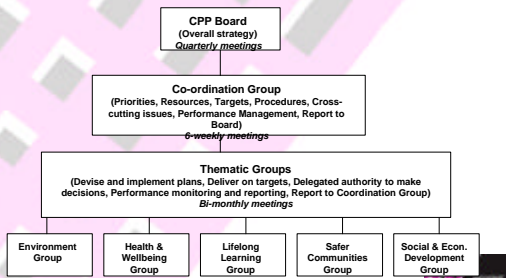 CPP Board
(Overall strategy)
Quarterly meetings
Co-ordination Group
(Priorities, Resources, Targets, Procedures, Cross-
cutting issues, Performance Management, Report to
Board)
6-weekly meetings
Thematic Groups
(Devise and implement plans, Deliver on targets, Delegated authority to make
decisions, Performance monitoring and reporting, Report to Coordination Group)
Bi-monthly meetings
Environment
Group
Health &
Wellbeing
Group
Lifelong
Learning
Group
Safer
Communities
Group
Social & Econ.
Development
Group